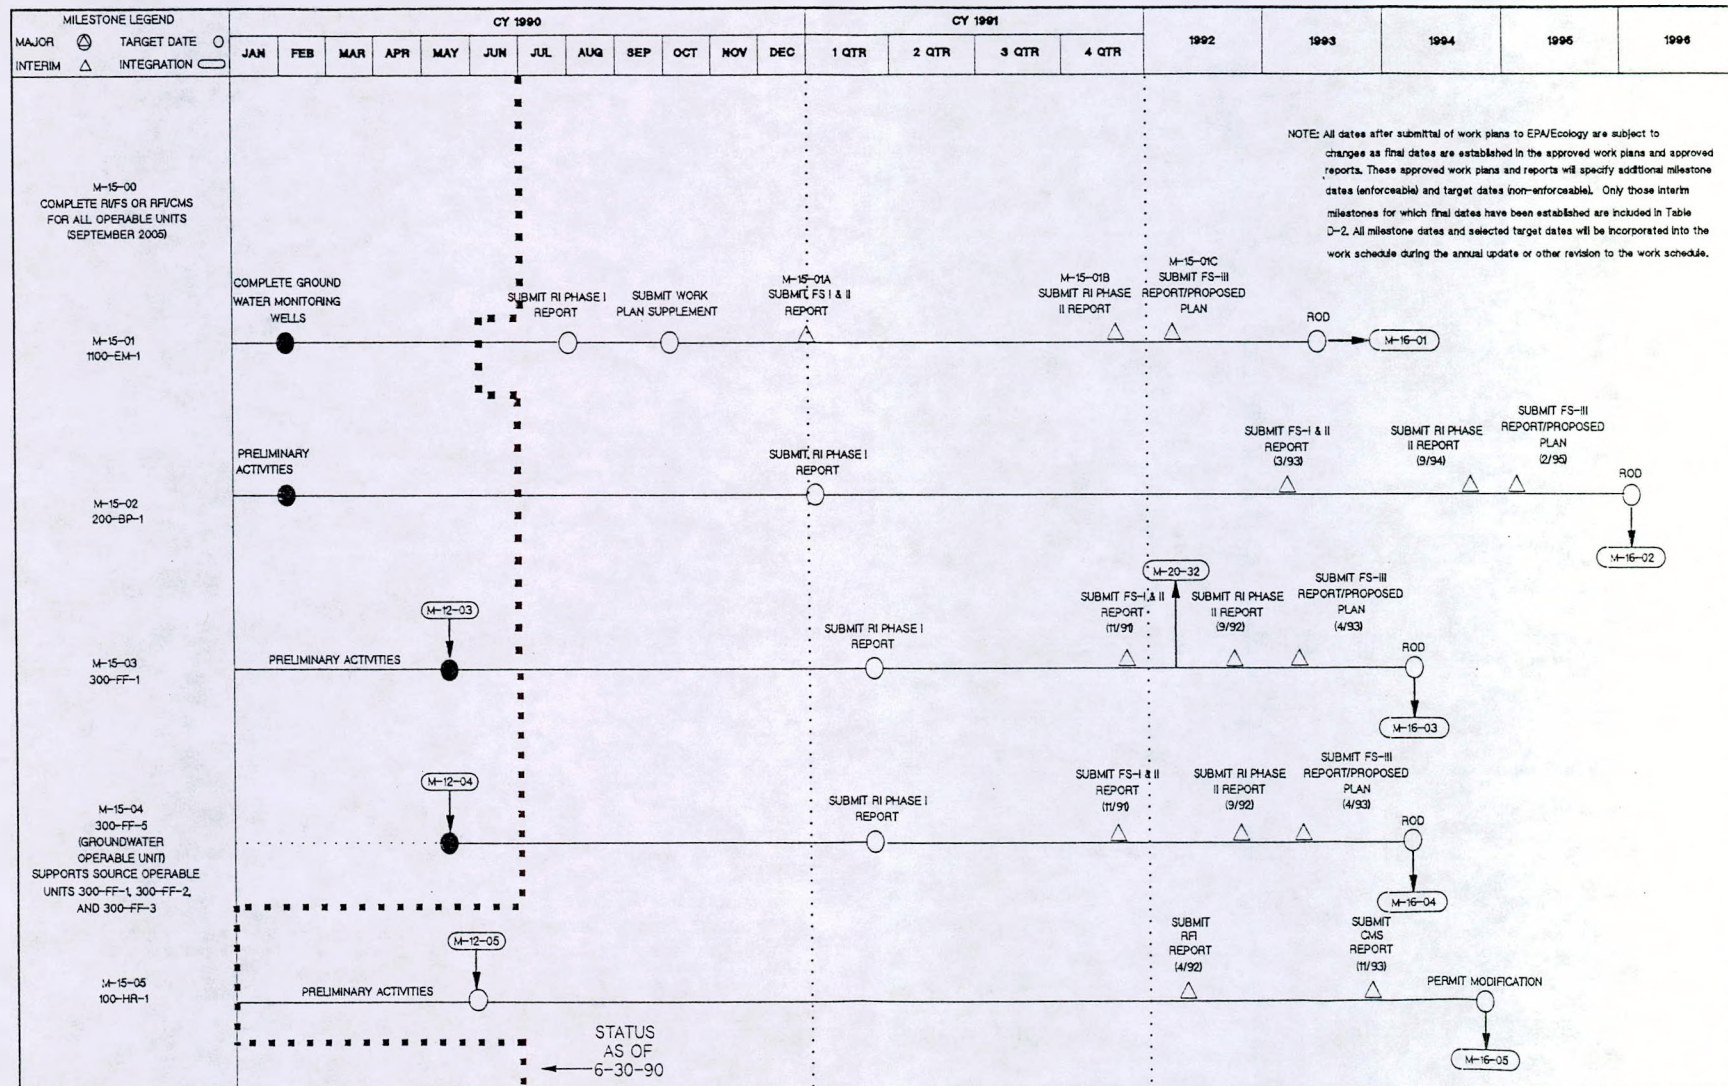 MILESTONE LEGEND
MAJOR TARGET DATE
INTERIM INTEGRATION
CY 1990
CY 1991
JAN FEB MAR APR MAY JUN JUL AUG SEP OCT NOV DEC 1 QTR 2 QTR 3 QTR 4 QTR 1992 1993 1994 1995 1996
NOTE: All dates after submittal of work plans to EPA/Ecology are subject to
changes as final dates are established in the approved work plans and approved
reports. These approved work plans and reports will specify additional milestone
dates (enforceable) and target dates (non-enforceable). Only those interim
milestones for which final dates have been established are included in Table
D-2. All milestone dates and selected target dates will be incorporated into the
work schedule during the annual update or other revision to the work schedule.
M-15-00
COMPLETE RI/FS OR RFI/CMS
FOR ALL OPERABLE UNITS
(SEPTEMBER 2005)
M-15-01
1100-EM-1
COMPLETE GROUND
WATER MONITORING
WELLS
SUBMIT RI PHASE I
REPORT
SUBMIT WORK
PLAN SUPPLEMENT
M-15-01A
SUBMIT FS I & II
REPORT
M-15-01B
SUBMIT RI PHASE
II REPORT
M-15-01C
SUBMIT FS-III
REPORT/PROPOSED
PLAN
ROD
M-16-01
M-15-02
200-BP-1
PRELIMINARY
ACTIVITIES
SUBMIT RI PHASE I
REPORT
SUBMIT FS-I & II
REPORT
(3/93)
SUBMIT RI PHASE
II REPORT
(9/94)
SUBMIT FS-III
REPORT/PROPOSED
PLAN
(2/95)
ROD
M-16-02
M-15-03
300-FF-1
PRELIMINARY ACTIVITIES
M-12-03
SUBMIT RI PHASE I
REPORT
SUBMIT FS-I & II
REPORT
(11/91)
M-20-32
SUBMIT RI PHASE
II REPORT
(9/92)
SUBMIT FS-III
REPORT/PROPOSED
PLAN
(4/93)
ROD
M-16-03
M-15-04
300-FF-5
(GROUNDWATER
OPERABLE UNIT)
SUPPORTS SOURCE OPERABLE
UNITS 300-FF-1, 300-FF-2,
AND 300-FF-3
M-12-04
SUBMIT RI PHASE I
REPORT
SUBMIT FS-I & II
REPORT
(11/91)
SUBMIT RI PHASE
II REPORT
(9/92)
SUBMIT FS-III
REPORT/PROPOSED
PLAN
(4/93)
ROD
M-16-04
M-15-05
100-HR-1
PRELIMINARY ACTIVITIES
M-12-05
SUBMIT
RFI
REPORT
(4/92)
SUBMIT
CMS
REPORT
(11/93)
PERMIT MODIFICATION
M-16-05
STATUS
AS OF
6-30-90